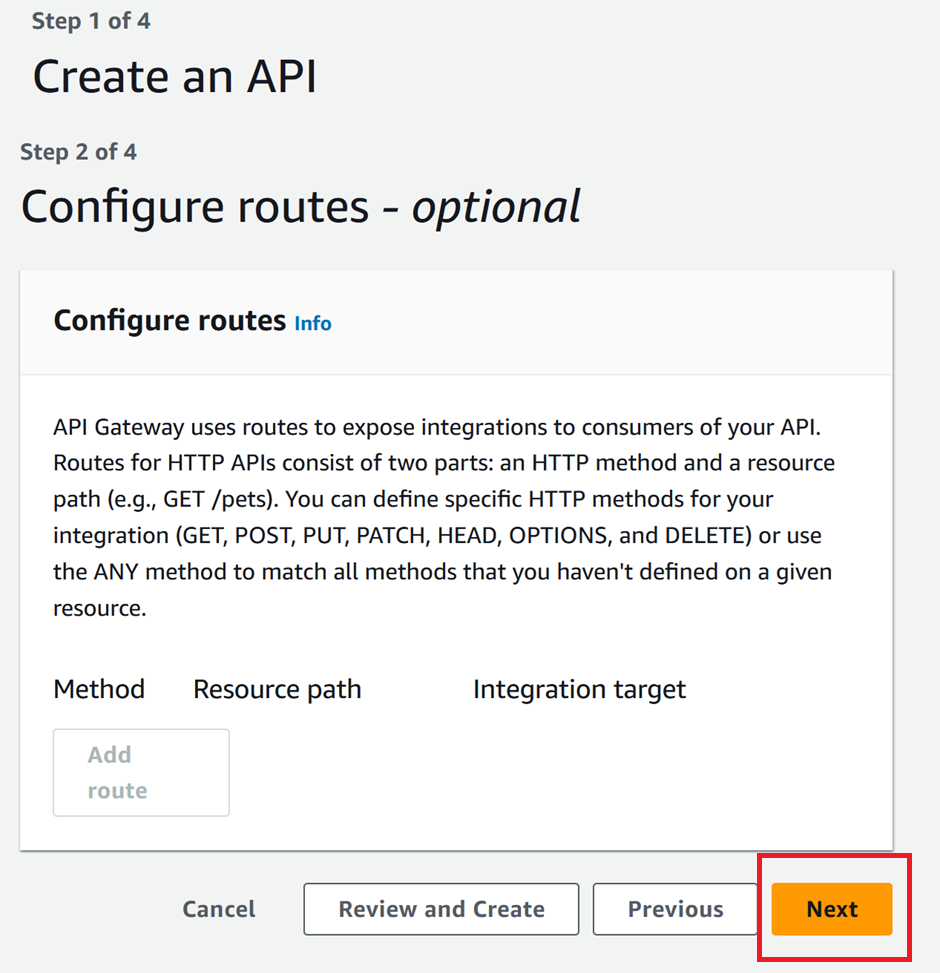 Step 1 of 4
Create an API
Step 2 of 4
Configure routes - optional
Configure routes Info
API Gateway uses routes to expose integrations to consumers of your API.
Routes for HTTP APIs consist of two parts: an HTTP method and a resource
path (e.g., GET /pets). You can define specific HTTP methods for your
integration (GET, POST, PUT, PATCH, HEAD, OPTIONS, and DELETE) or use
the ANY method to match all methods that you haven't defined on a given
resource.
Method Resource path Integration target
Add
route
Cancel Review and Create Previous Next